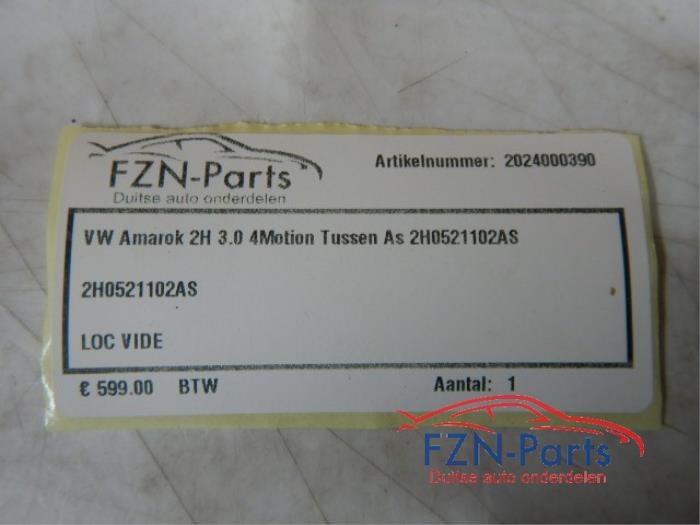 FZN-Parts
Duitse auto onderdelen
Artikelnummer: 2024000390
VW Amarok 2H 3.0 4Motion Tussen As 2H0521102AS
2H0521102AS
LOC VIDE
€ 599.00 BTW Aantal: 1
FZN-Parts
Duitse auto onderdelen